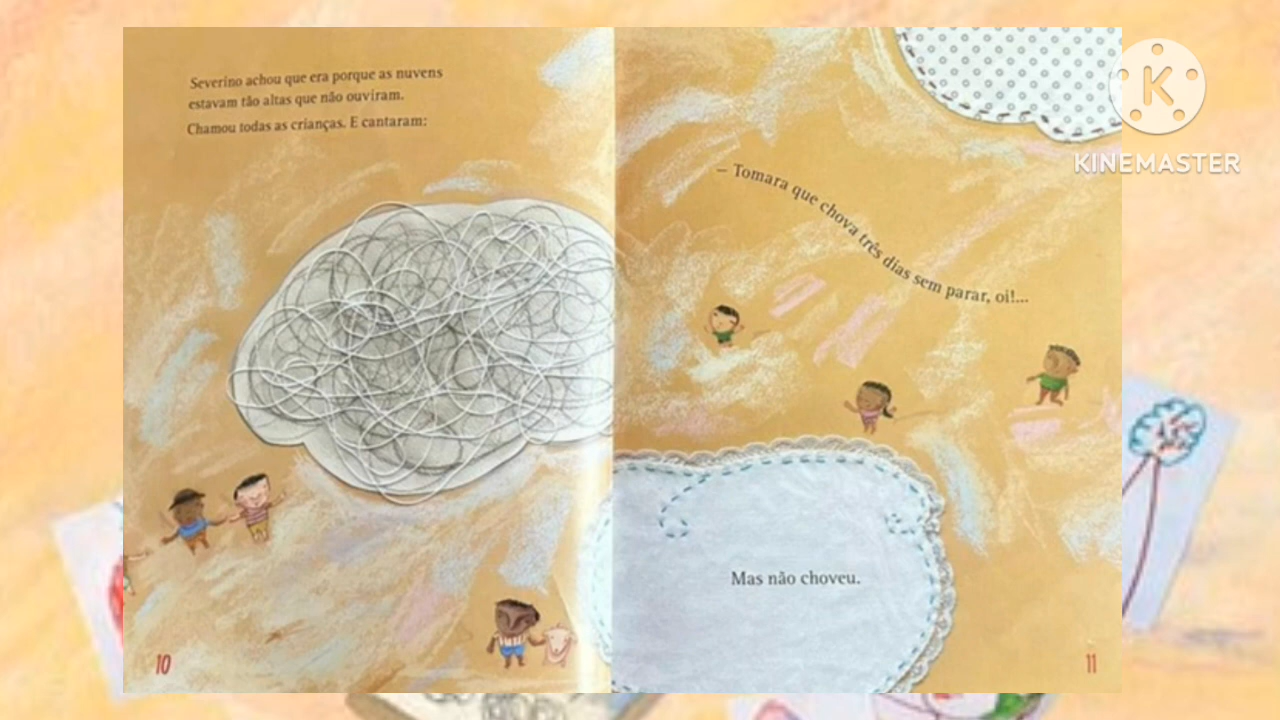 Severino achou que era porque as nuvens
estavam tão altas que não ouviram.
Chamou todas as crianças. E cantaram:
10
– Tomara que chova três dias sem parar, oi!...
Mas não choveu.
11
K
KINEMASTER